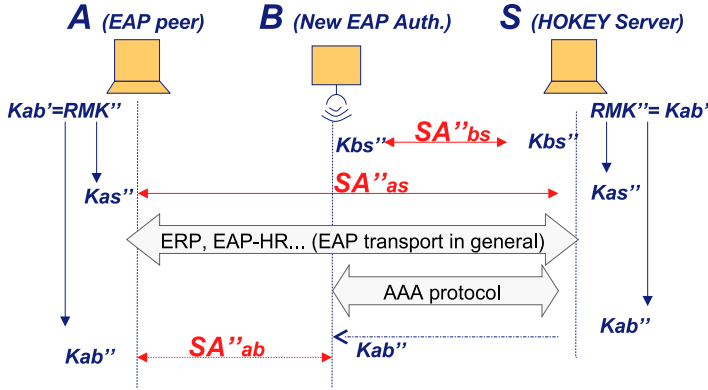 A (EAP peer) B (New EAP Auth.) S (HOKEY Server)
Kab'=RMK'' RMK''= Kab'
Kbs'' SA''bs Kbs''
Kas'' SA''as Kas''
ERP, EAP-HR... (EAP transport in general)
AAA protocol
Kab''
Kab'' SA''ab Kab''